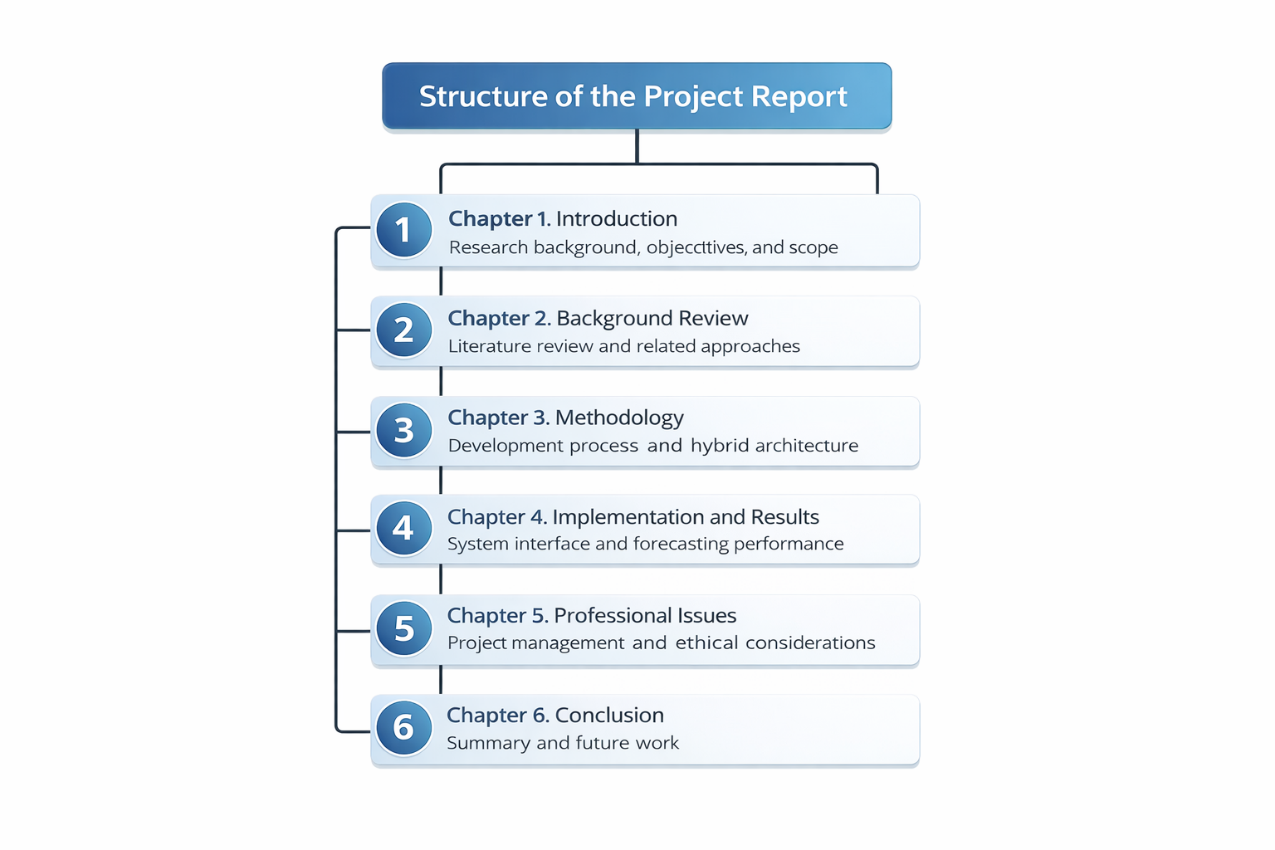 Structure of the Project Report
1
Chapter 1. Introduction
Research background, objecttives, and scope
2
Chapter 2. Background Review
Literature review and related approaches
3
Chapter 3. Methodology
Development process and hybrid architecture
4
Chapter 4. Implementation and Results
System interface and forecasting performance
5
Chapter 5. Professional Issues
Project management and ethical considerations
6
Chapter 6. Conclusion
Summary and future work